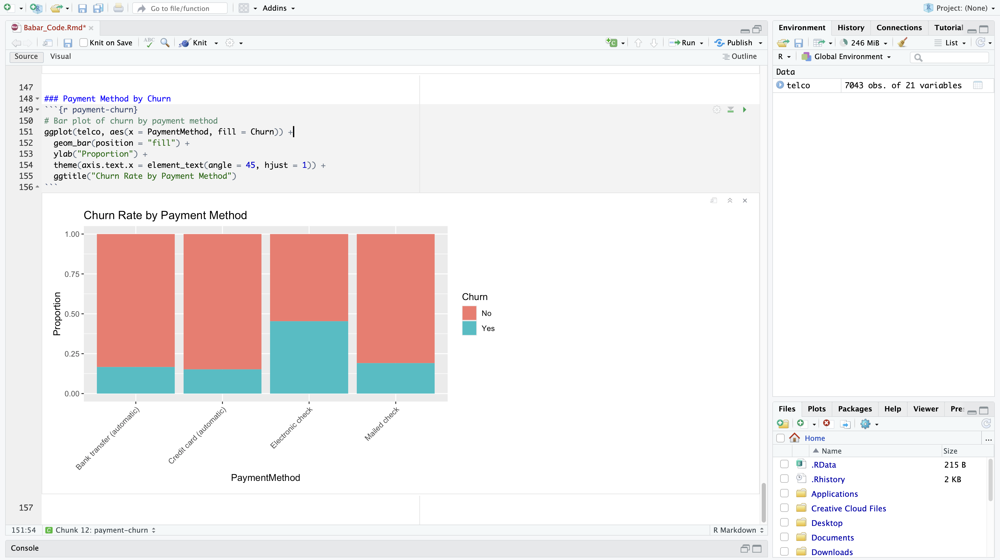 Go to file/function
Addins
Project: (None)
Babar_Code.Rmd*
Knit on Save
ABC
Knit
Run
Publish
Source
Visual
Outline
147
148 ### Payment Method by Churn
149 ```{r payment-churn}
150 # Bar plot of churn by payment method
151 ggplot(telco, aes(x = PaymentMethod, fill = Churn)) +
152 geom_bar(position = "fill") +
153 ylab("Proportion") +
154 theme(axis.text.x = element_text(angle = 45, hjust = 1)) +
155 ggtitle("Churn Rate by Payment Method")
156 ```
Churn Rate by Payment Method
1.00
0.75
0.50
0.25
0.00
Proportion
Bank transfer (automatic)
Credit card (automatic)
Electronic check
Mailed check
PaymentMethod
Churn
No
Yes
157
151:54
C Chunk 12: payment-churn
R Markdown
Console
Environment
History
Connections
Tutorial
246 MiB
List
R
Global Environment
Data
telco 7043 obs. of 21 variables
Files
Plots
Packages
Help
Viewer
Pre
Home
...
Name Size
.RData 215 B
.Rhistory 2 KB
Applications
Creative Cloud Files
Desktop
Documents
Downloads